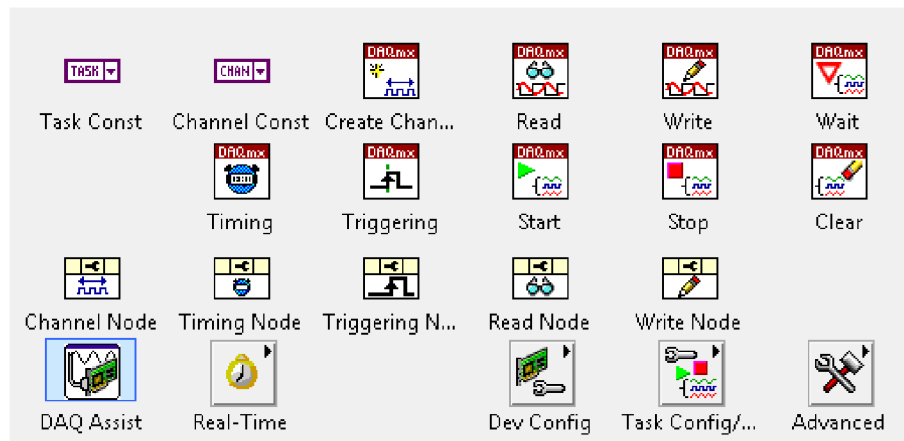 DAQmx DAQmx DAQmx DAQmx
TASK CHAN
Task Const Channel Const Create Chan... Read Write Wait
DAQmx DAQmx DAQmx DAQmx DAQmx
Timing Triggering Start Stop Clear
Channel Node Timing Node Triggering N... Read Node Write Node
DAQ Assist Real-Time Dev Config Task Config/... Advanced